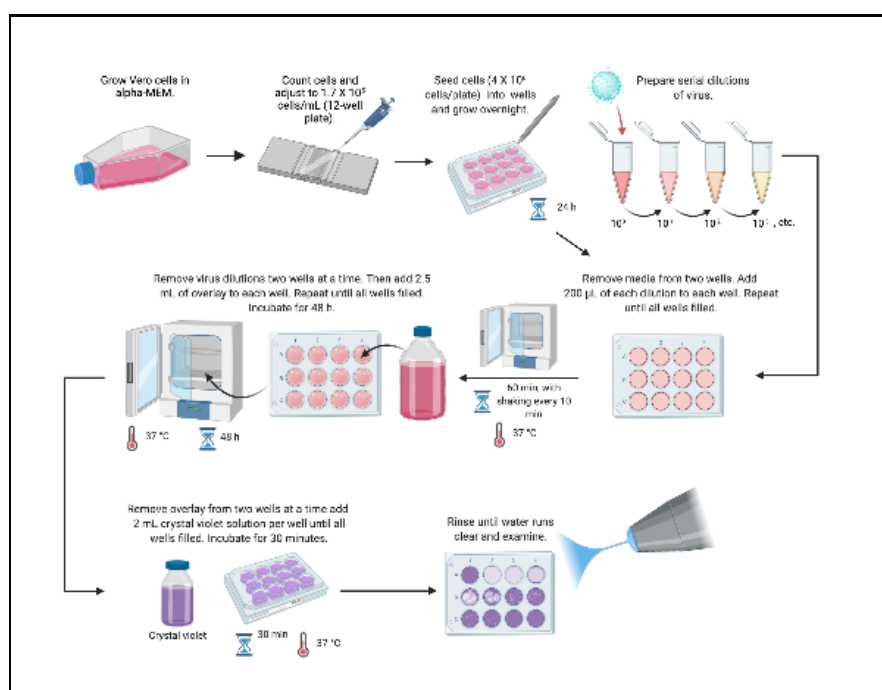 Grow Vero cells in
alpha-MEM.
Count cells and
adjust to 1.7 X 10⁵
cells/mL (12-well
plate).
Seed cells (4 X 10⁴
cells/plate) into wells
and grow overnight.
Prepare serial dilutions
of virus.
24 h
, etc.
Remove virus dilutions two wells at a time. Then add 2.5
mL of overlay to each well. Repeat until all wells filled.
Incubate for 48 h.
Remove media from two wells. Add
200 µL of each dilution to each well. Repeat
until all wells filled.
60 min, with
shaking every 10
min
37 °C
37 °C
48 h
Remove overlay from two wells at a time add
2 mL crystal violet solution per well until all
wells filled. Incubate for 30 minutes.
Rinse until water runs
clear and examine.
Crystal violet
30 min
37 °C